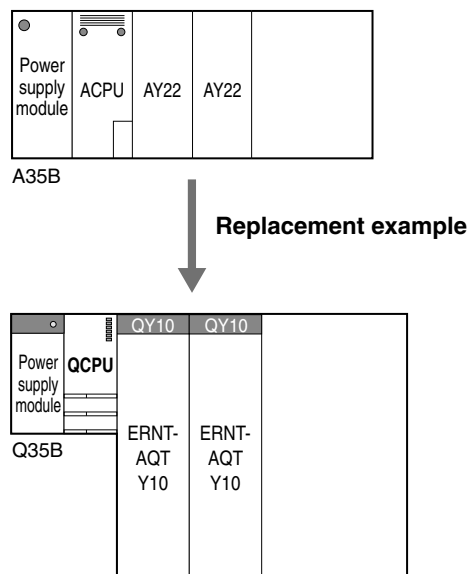 Power
supply
module
ACPU
AY22
AY22
A35B
Replacement example
QY10
QY10
Power
supply
module
QCPU
Q35B
ERNT-
AQT
Y10
ERNT-
AQT
Y10